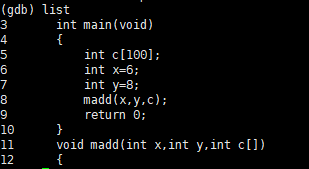 (gdb) list
3       int main(void)
4       {
5           int c[100];
6           int x=6;
7           int y=8;
8           madd(x,y,c);
9           return 0;
10      }
11      void madd(int x,int y,int c[])
12      {